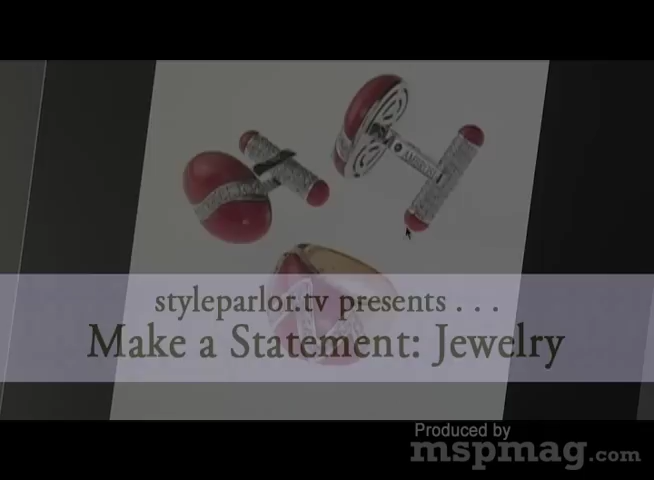 styleparlor.tv presents . . .
Make a Statement: Jewelry
Produced by
mspmag.com